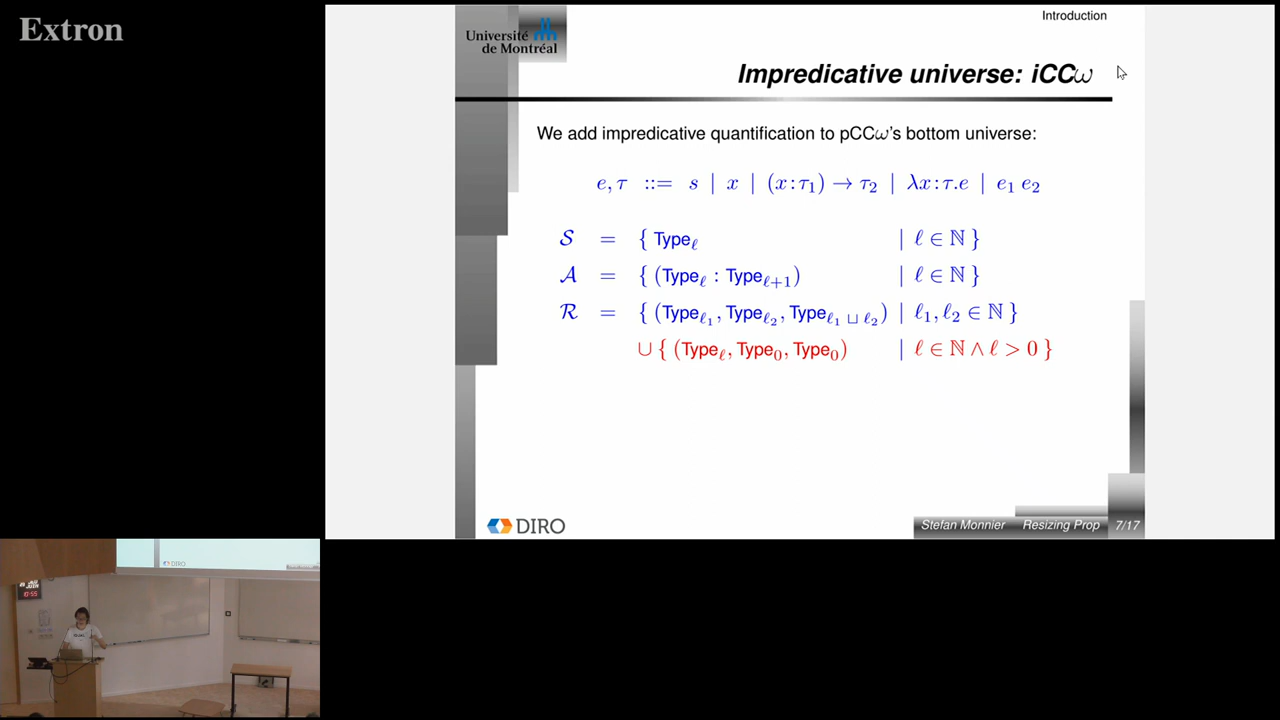 Extron
Université
de Montréal
Introduction
Impredicative universe: iCCω
We add impredicative quantification to pCCω's bottom universe:
e, τ ::= s | x | (x : τ₁) → τ₂ | λx : τ.e | e₁ e₂
S = { Typeℓ | ℓ ∈ ℕ }
A = { (Typeℓ : Typeℓ+1) | ℓ ∈ ℕ }
R = { (Typeℓ₁, Typeℓ₂, Typeℓ₁ ⊔ ℓ₂) | ℓ₁, ℓ₂ ∈ ℕ }
∪ { (Typeℓ, Type₀, Type₀) | ℓ ∈ ℕ ∧ ℓ > 0 }
DIRO
Stefan Monnier Resizing Prop 7/17
DIRO